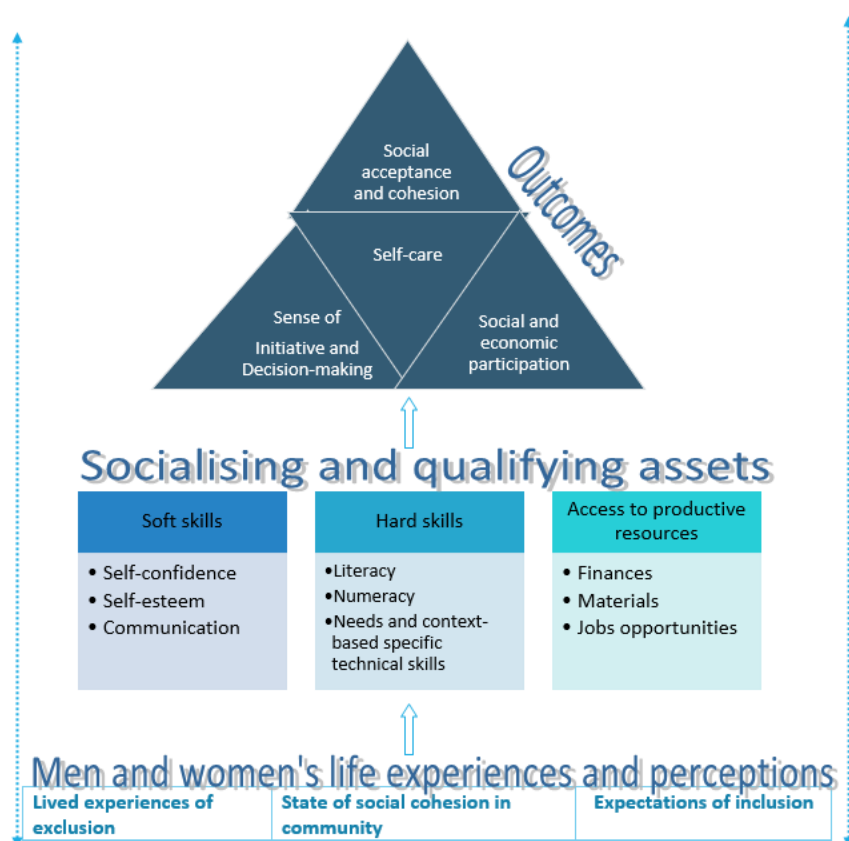 Social
acceptance
and cohesion
Outcomes
Self-care
Sense of
Initiative and
Decision-making
Social and
economic
participation
Socialising and qualifying assets
Soft skills
• Self-confidence
• Self-esteem
• Communication
Hard skills
•Literacy
•Numeracy
•Needs and context-
based specific
technical skills
Access to productive
resources
• Finances
• Materials
• Jobs opportunities
Men and women's life experiences and perceptions
Lived experiences of
exclusion
State of social cohesion in
community
Expectations of inclusion